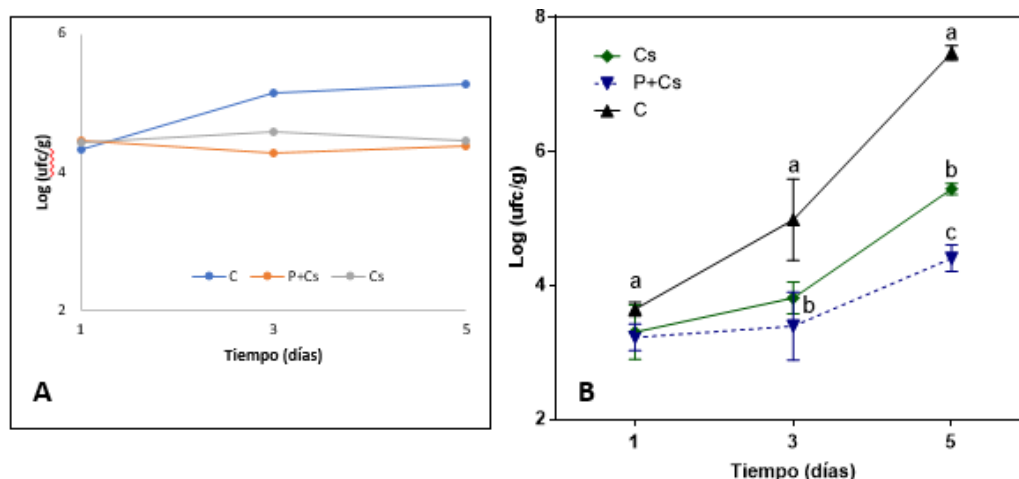 6
4
2
Log (ufc/g)
C P+Cs Cs
1 3 5
Tiempo (días)
A
8
6
4
2
Log (ufc/g)
Cs
P+Cs
C
a
a
a
b
b
c
1 3 5
Tiempo (días)
B